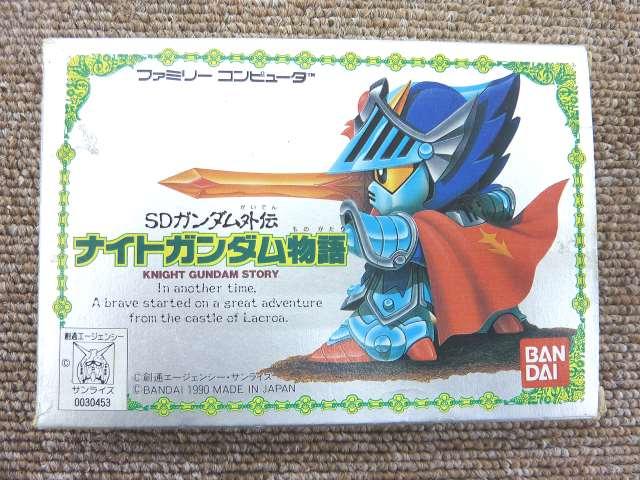 ファミリー コンピュータ™
がいでん
SDガンダム外伝
ものがたり
ナイトガンダム物語
KNIGHT GUNDAM STORY
In another time,
A brave started on a great adventure
from the castle of Lacroa.
創通エージェンシー
©
サンライズ
0030453
©創通エージェンシー・サンライズ
©BANDAI 1990 MADE IN JAPAN
BAN
DAI